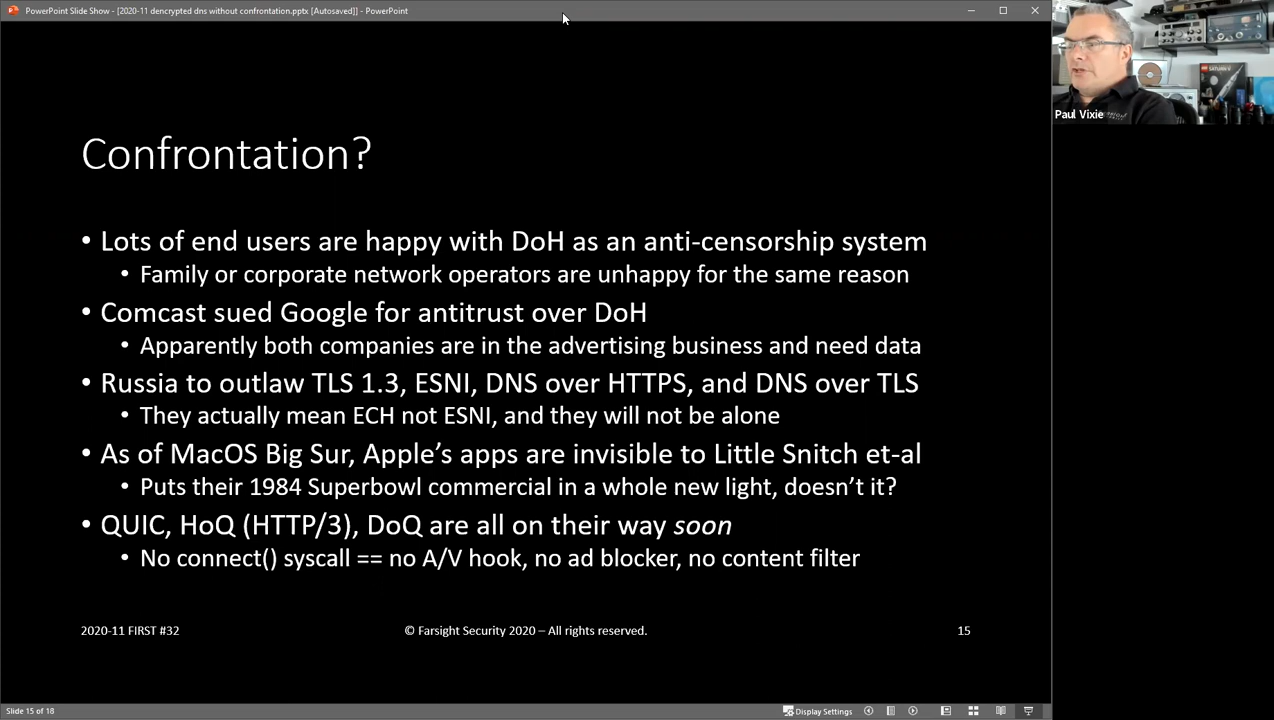 PowerPoint Slide Show - [2020-11 dencrypted dns without confrontation.pptx [Autosaved]] - PowerPoint
Paul Vixie
SATURN V
Confrontation?
• Lots of end users are happy with DoH as an anti-censorship system
• Family or corporate network operators are unhappy for the same reason
• Comcast sued Google for antitrust over DoH
• Apparently both companies are in the advertising business and need data
• Russia to outlaw TLS 1.3, ESNI, DNS over HTTPS, and DNS over TLS
• They actually mean ECH not ESNI, and they will not be alone
• As of MacOS Big Sur, Apple's apps are invisible to Little Snitch et-al
• Puts their 1984 Superbowl commercial in a whole new light, doesn't it?
• QUIC, HoQ (HTTP/3), DoQ are all on their way soon
• No connect() syscall == no A/V hook, no ad blocker, no content filter
2020-11 FIRST #32
© Farsight Security 2020 – All rights reserved.
15
Slide 15 of 18
Display Settings